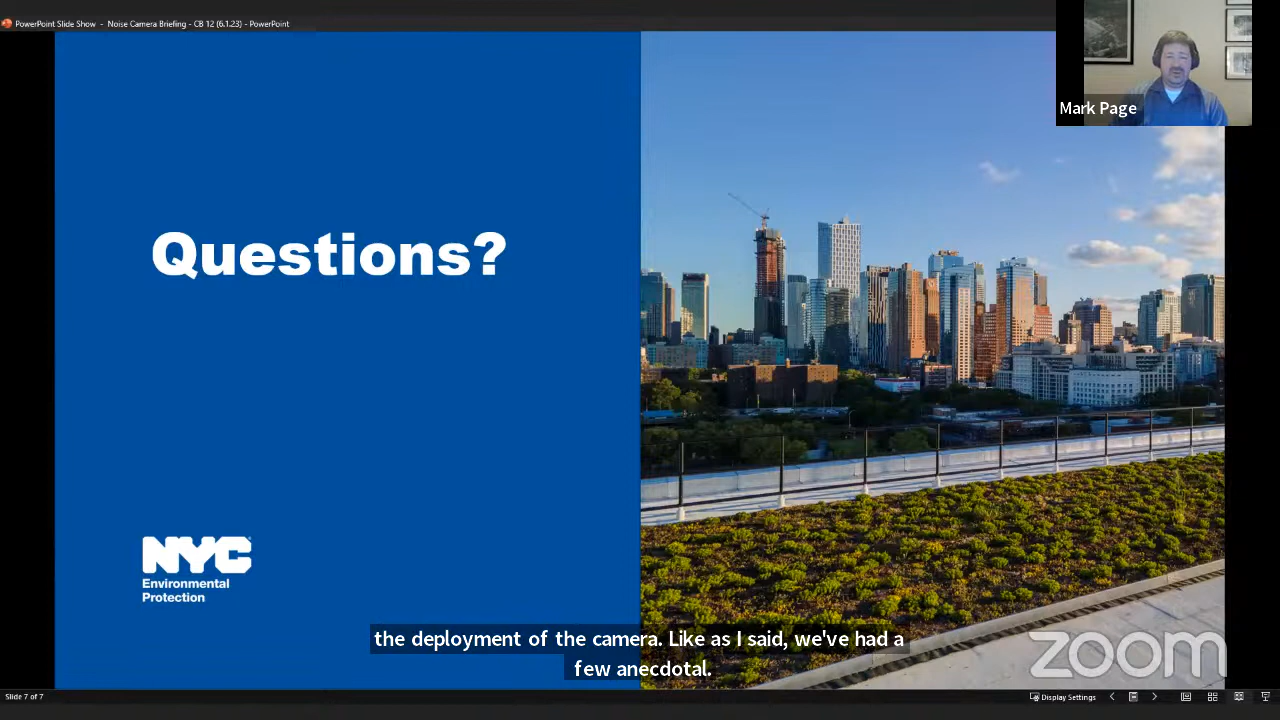 PowerPoint Slide Show - Noise Camera Briefing - CB 12 (6.1.23) - PowerPoint
Mark Page
Questions?
NYC
Environmental
Protection
the deployment of the camera. Like as I said, we've had a
few anecdotal.
zoom
Slide 7 of 7
Display Settings